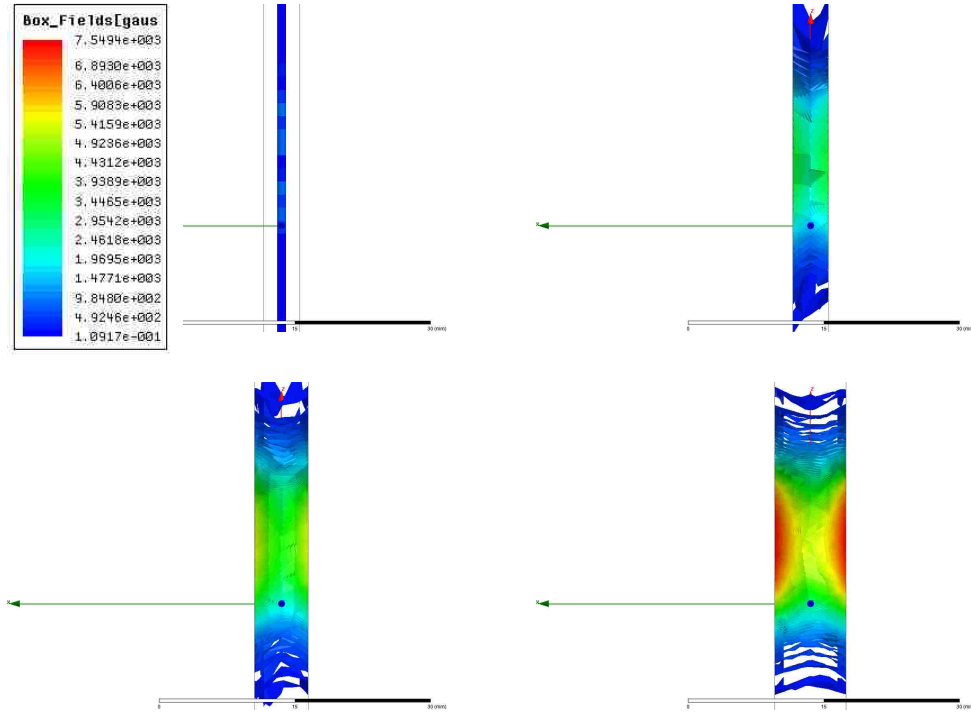 Box_Fields[gaus
7.5494e+003
6.8930e+003
6.4006e+003
5.9083e+003
5.4159e+003
4.9236e+003
4.4312e+003
3.9389e+003
3.4465e+003
2.9542e+003
2.4618e+003
1.9695e+003
1.4771e+003
9.8480e+002
4.9246e+002
1.0917e-001
15
30 (mm)
Z
X
0
15
30 (mm)
Z
X
0
15
30 (mm)
Z
X
0
15
30 (mm)